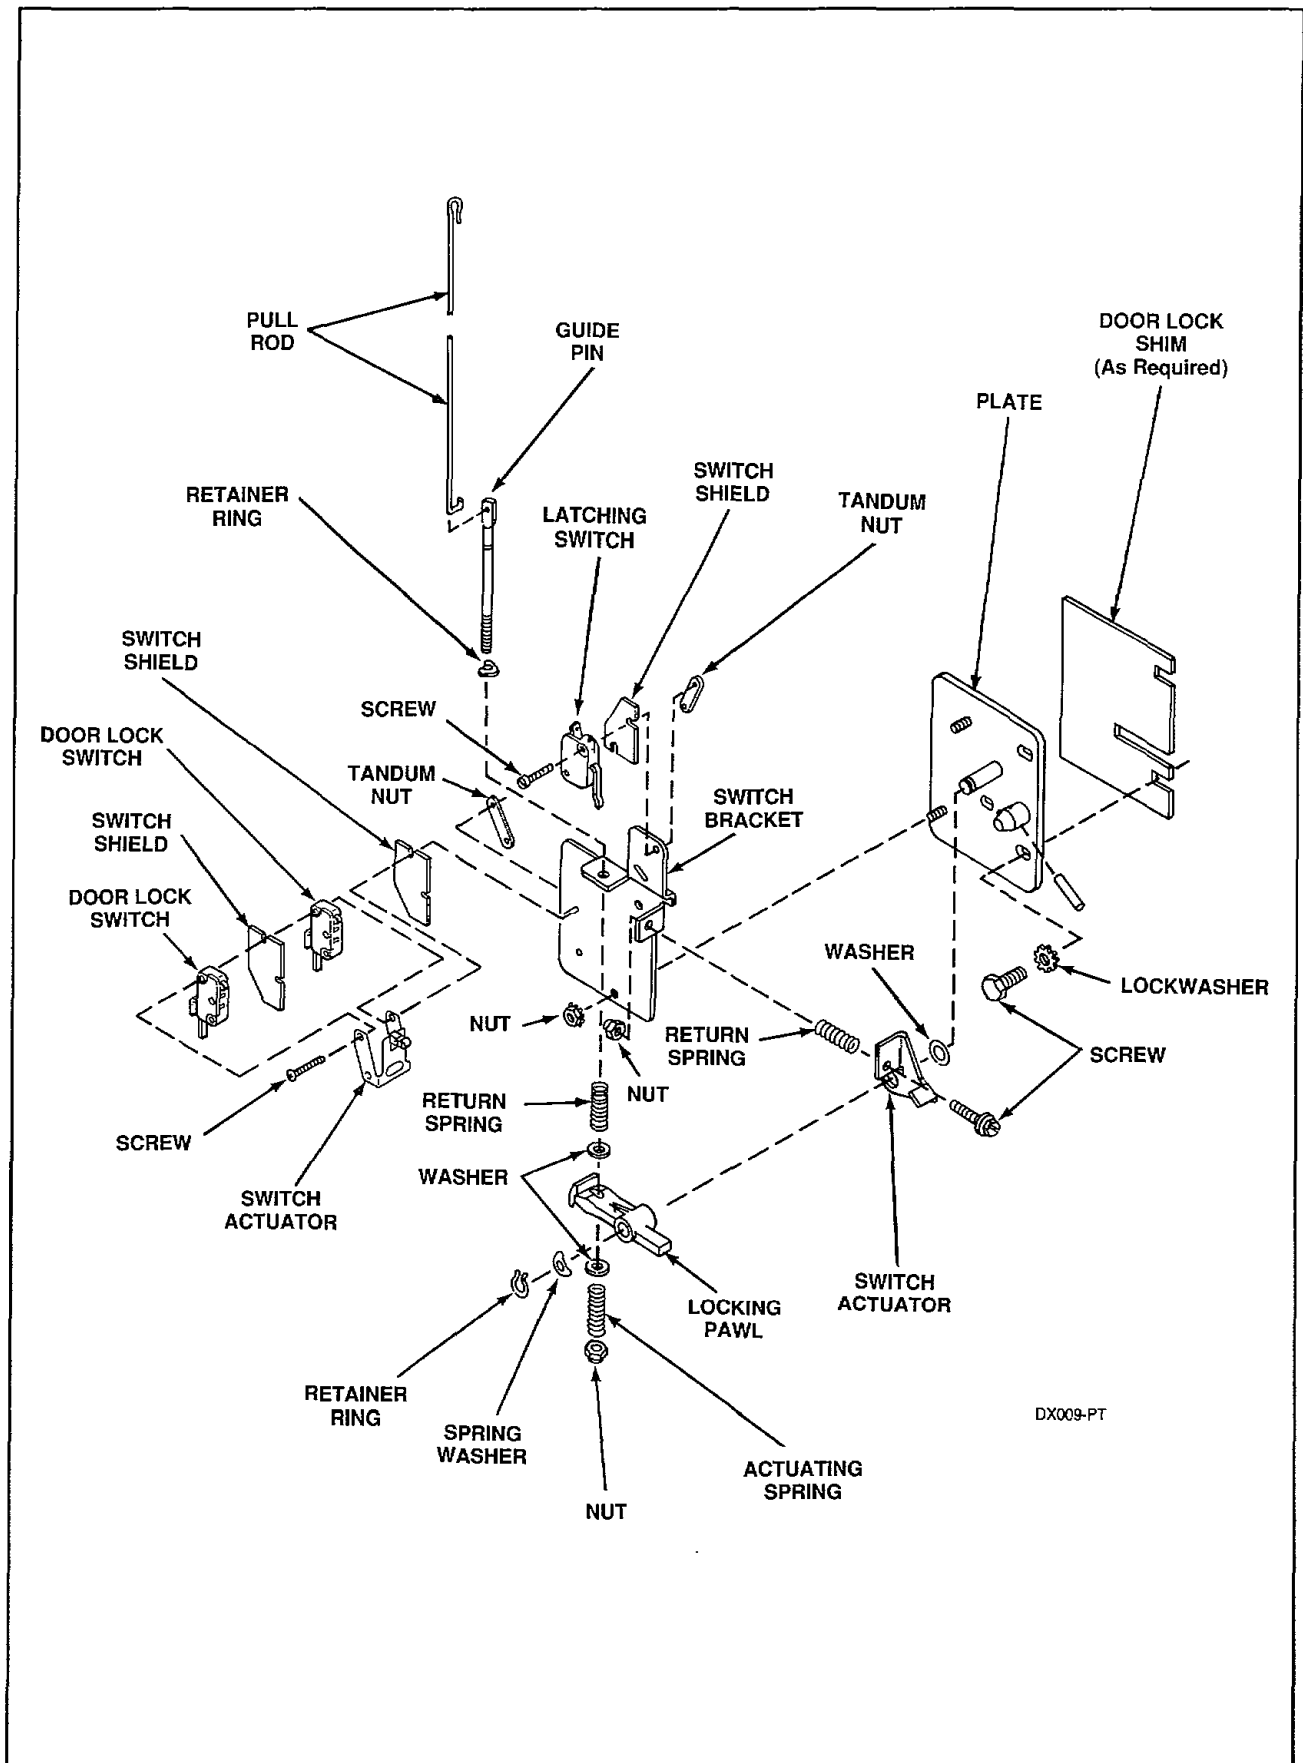 PULL
ROD
GUIDE
PIN
DOOR LOCK
SHIM
(As Required)
PLATE
SWITCH
SHIELD
RETAINER
RING
LATCHING
SWITCH
TANDUM
NUT
SWITCH
SHIELD
SCREW
DOOR LOCK
SWITCH
TANDUM
NUT
SWITCH
BRACKET
SWITCH
SHIELD
DOOR LOCK
SWITCH
WASHER
LOCKWASHER
NUT
RETURN
SPRING
SCREW
NUT
RETURN
SPRING
SCREW
WASHER
SWITCH
ACTUATOR
SWITCH
ACTUATOR
LOCKING
PAWL
RETAINER
RING
SPRING
WASHER
DX009-PT
ACTUATING
SPRING
NUT